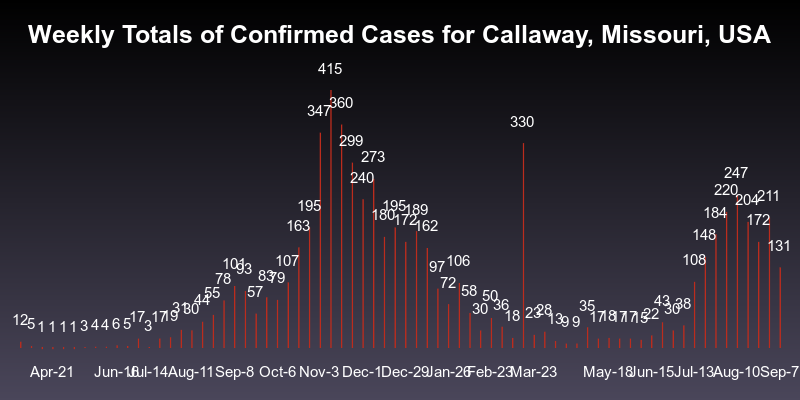 Weekly Totals of Confirmed Cases for Callaway, Missouri, USA
12 5 1 1 1 1 3 4 4 6 5 17 3 17 19 31 30 44 55 78 101 93 57 83 79 107 163 195 347 415 360 299 240 273 180 195 172 189 162 97 72 106 58 30 50 36 18 330 23 28 13 9 9 35 17 18 17 17 15 22 43 30 38 108 148 184 220 247 204 172 211 131
Apr-21 Jun-16 Jul-14 Aug-11 Sep-8 Oct-6 Nov-3 Dec-1 Dec-29 Jan-26 Feb-23 Mar-23 May-18 Jun-15 Jul-13 Aug-10 Sep-7